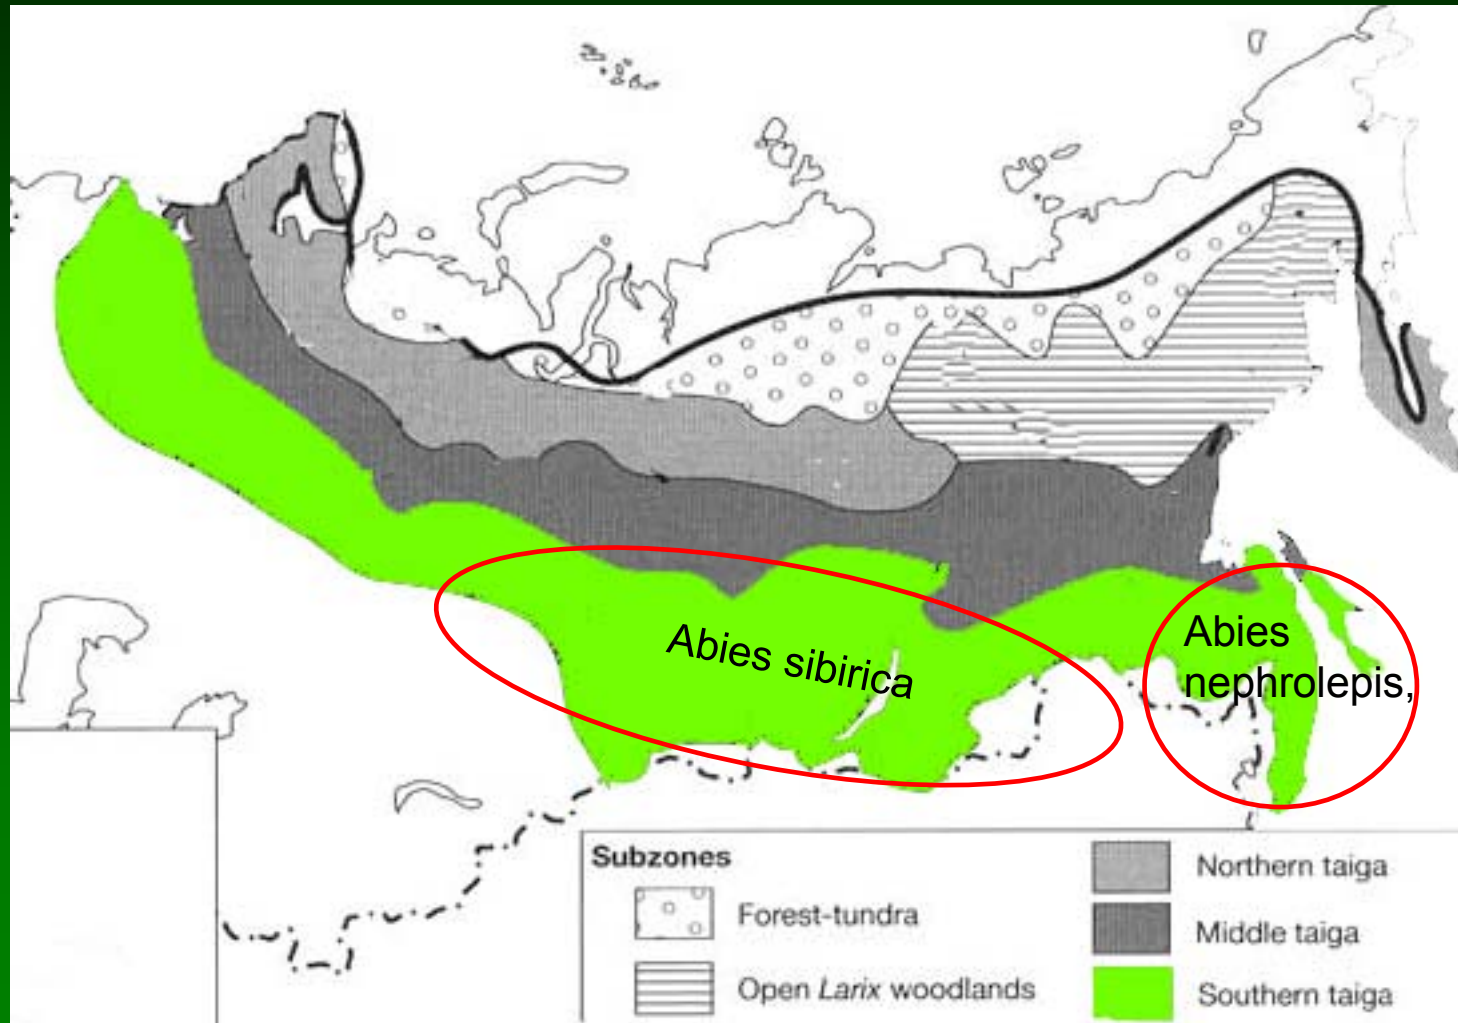 Abies sibirica
Abies
nephrolepis,
Subzones
Forest-tundra
Open Larix woodlands
Northern taiga
Middle taiga
Southern taiga